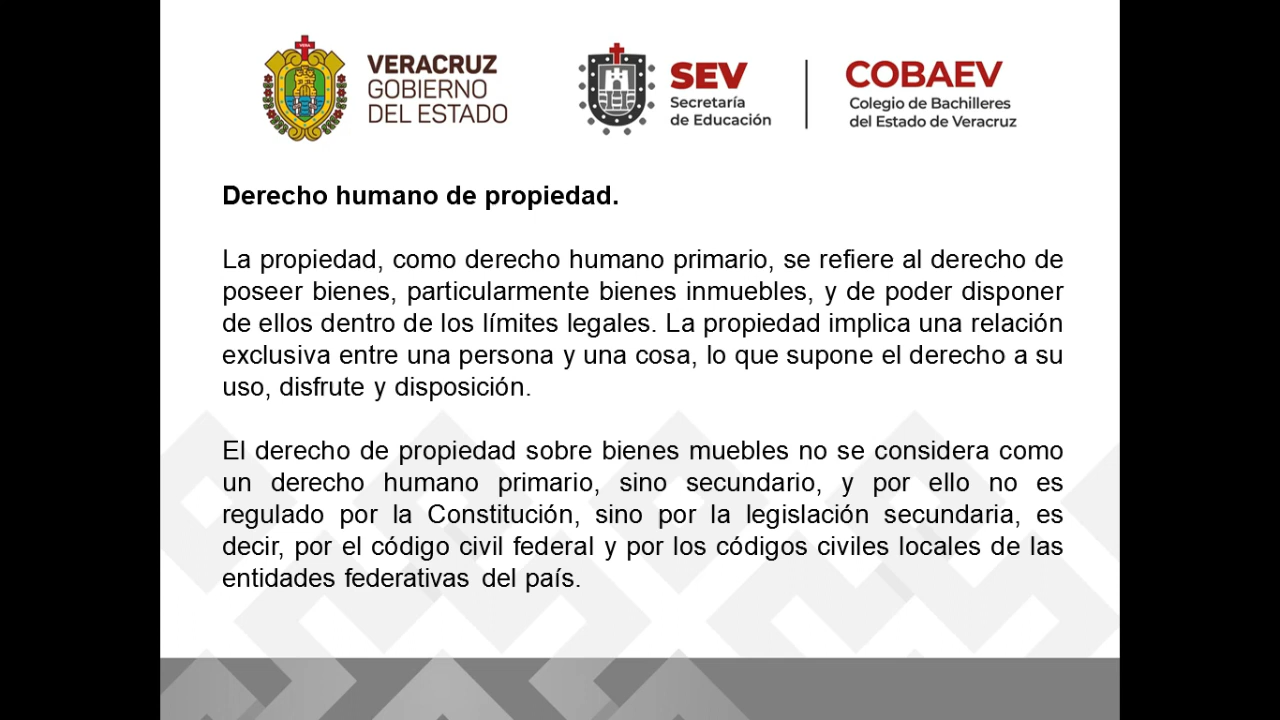 VERACRUZ
GOBIERNO
DEL ESTADO
SEV
Secretaría
de Educación
COBAEV
Colegio de Bachilleres
del Estado de Veracruz
Derecho humano de propiedad.
La propiedad, como derecho humano primario, se refiere al derecho de
poseer bienes, particularmente bienes inmuebles, y de poder disponer
de ellos dentro de los límites legales. La propiedad implica una relación
exclusiva entre una persona y una cosa, lo que supone el derecho a su
uso, disfrute y disposición.
El derecho de propiedad sobre bienes muebles no se considera como
un derecho humano primario, sino secundario, y por ello no es
regulado por la Constitución, sino por la legislación secundaria, es
decir, por el código civil federal y por los códigos civiles locales de las
entidades federativas del país.